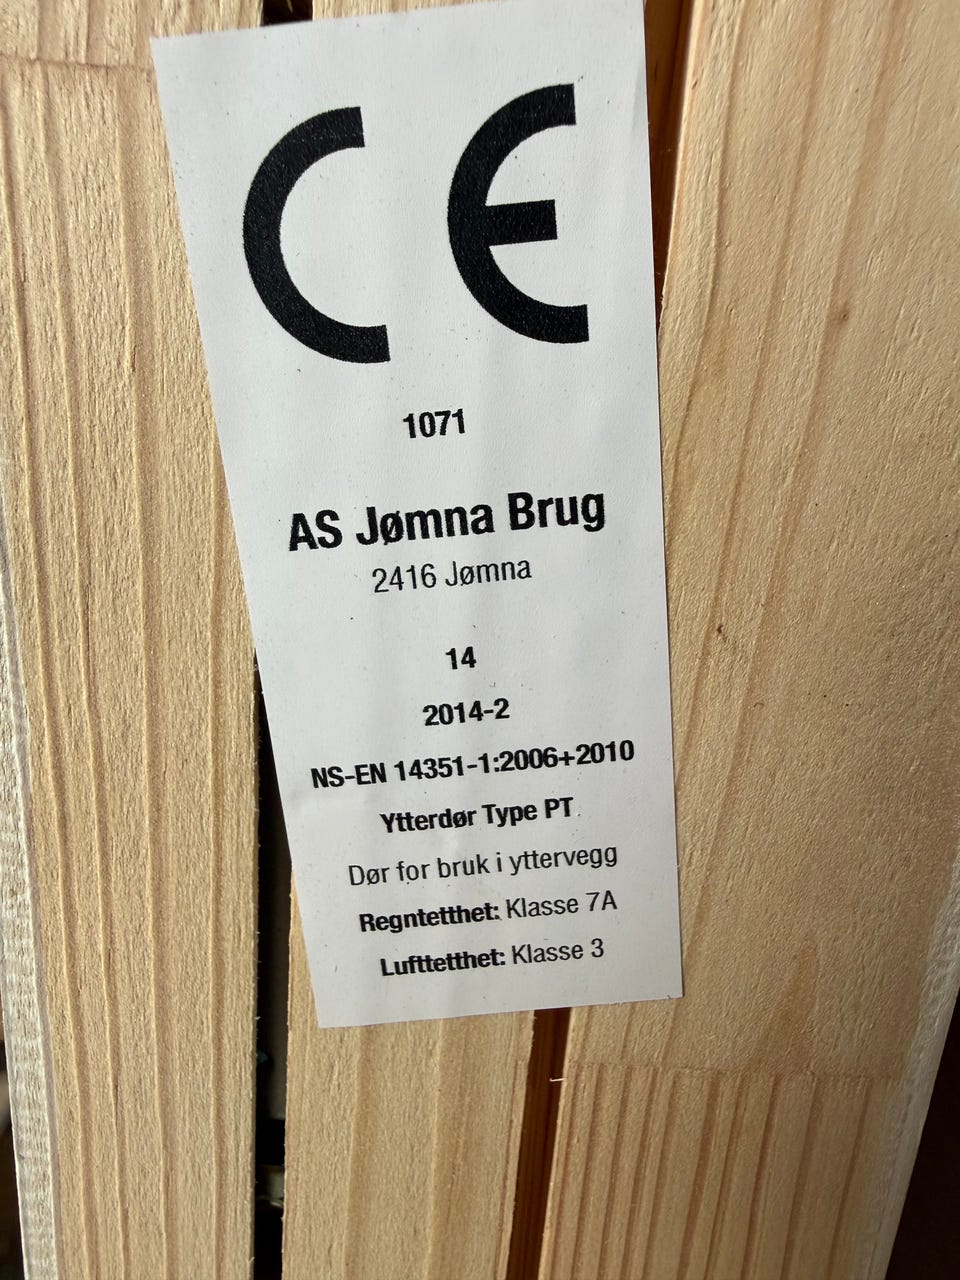 CE
1071
AS Jømna Brug
2416 Jømna
14
2014-2
NS-EN 14351-1:2006+2010
Ytterdør Type PT
Dør for bruk i yttervegg
Regntetthet: Klasse 7A
Lufttetthet: Klasse 3